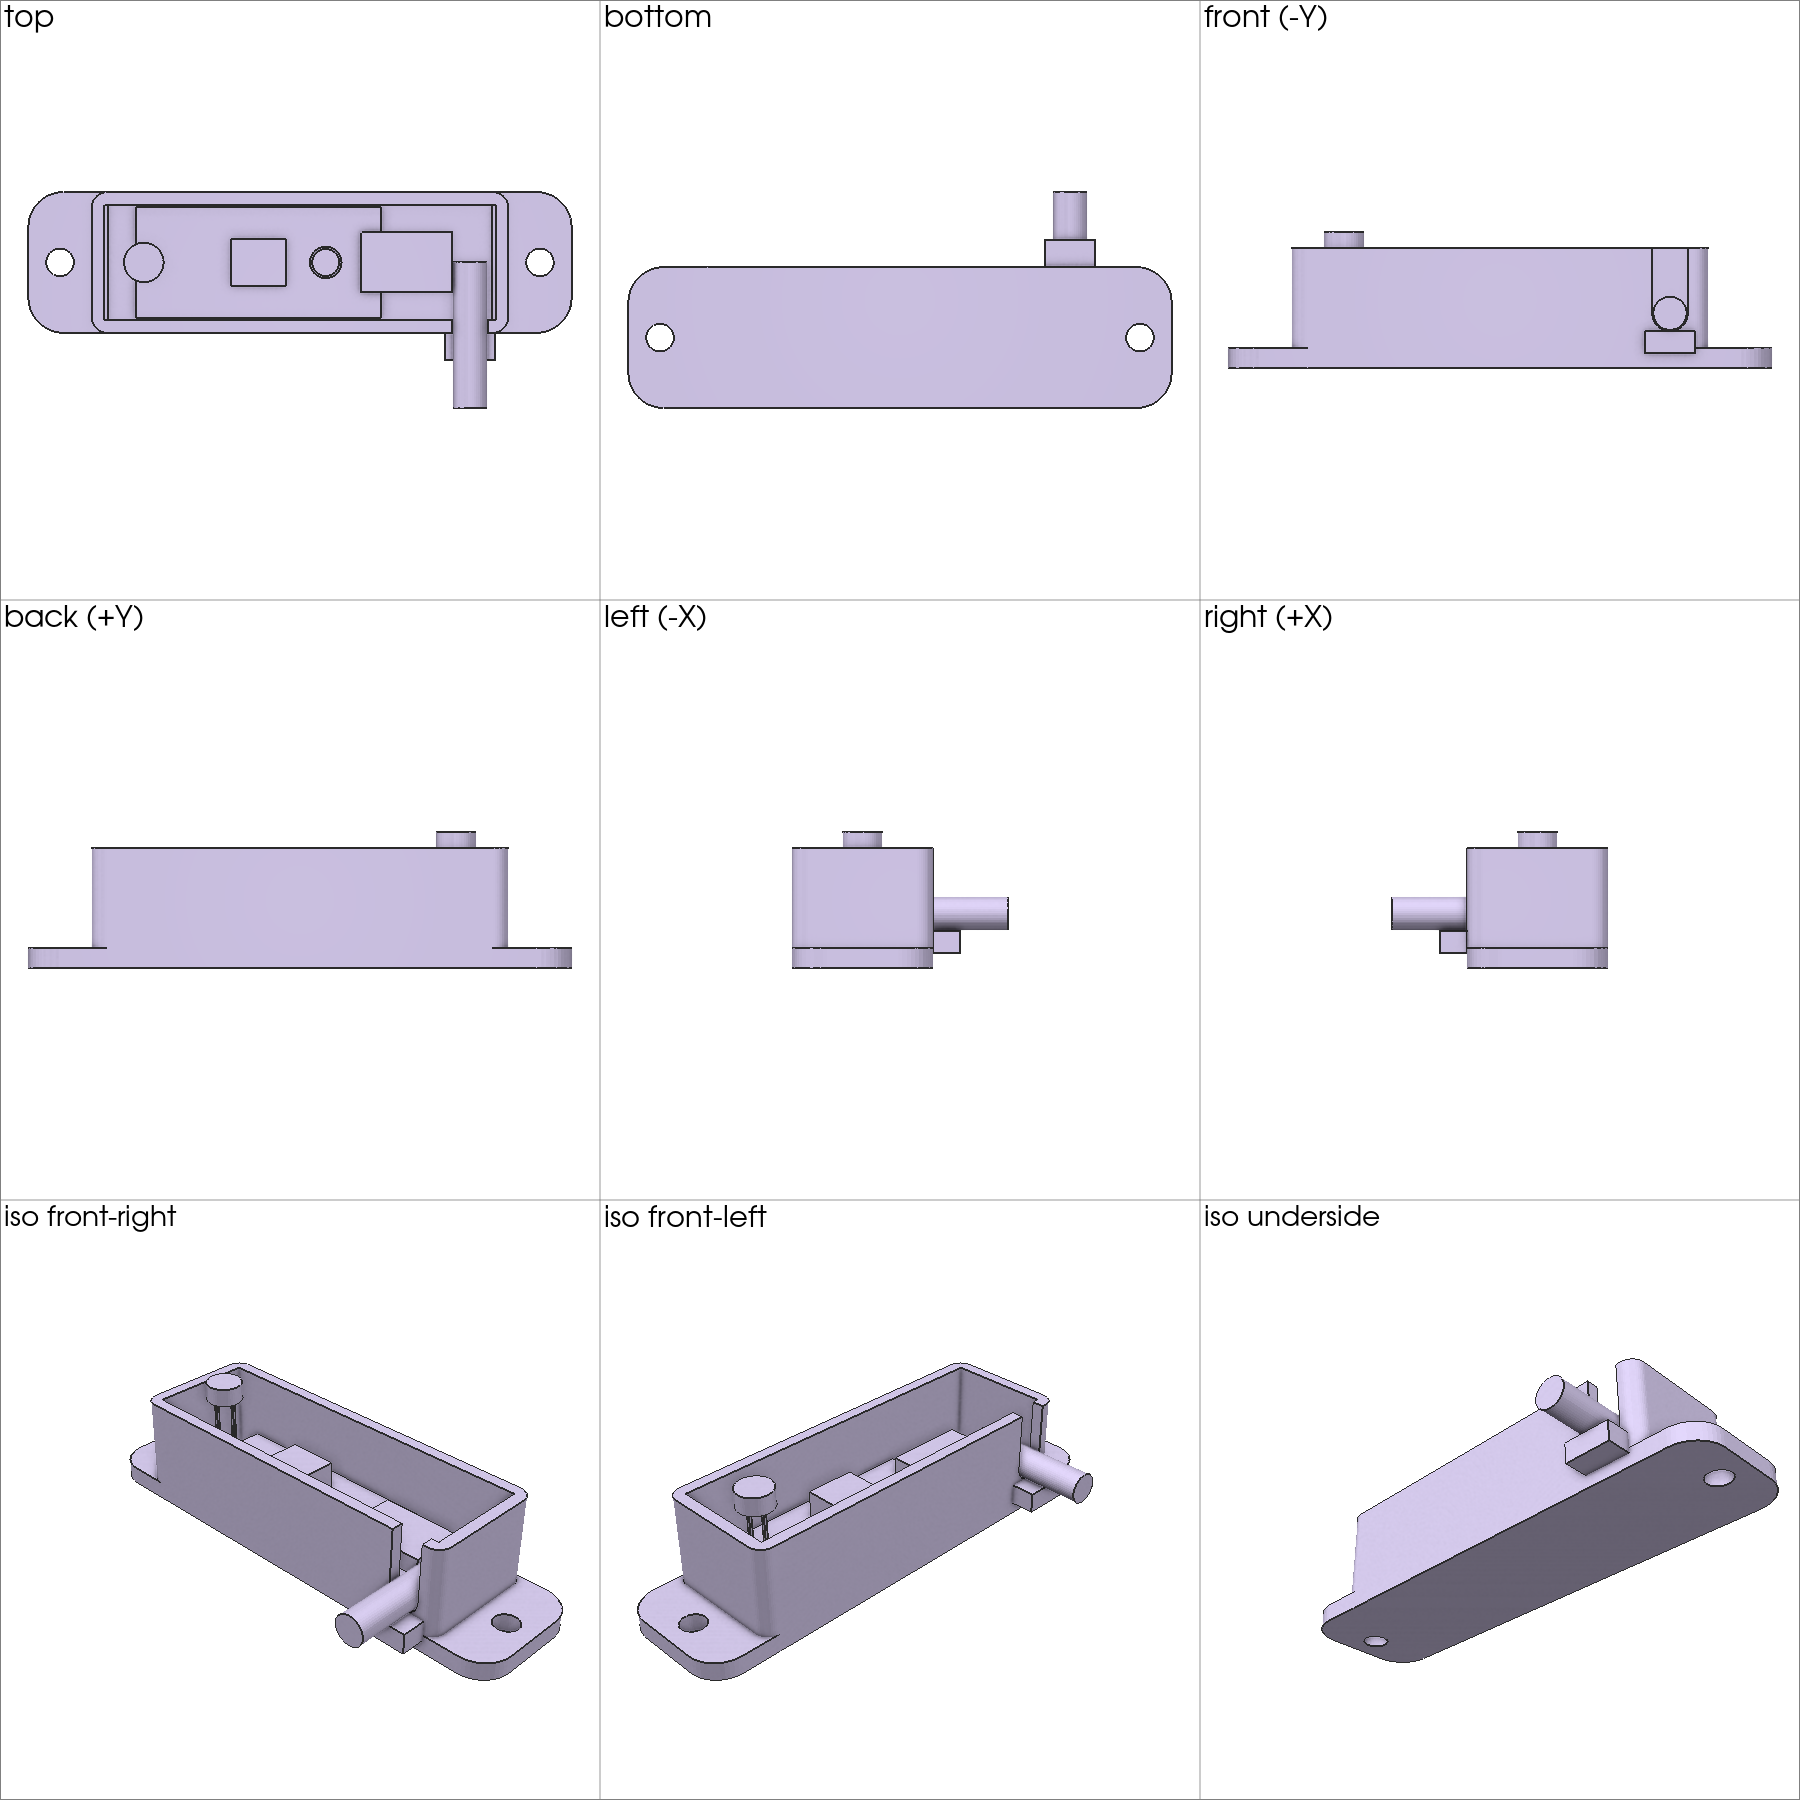 top
bottom
front (-Y)
back (+Y)
left (-X)
right (+X)
iso front-right
iso front-left
iso underside